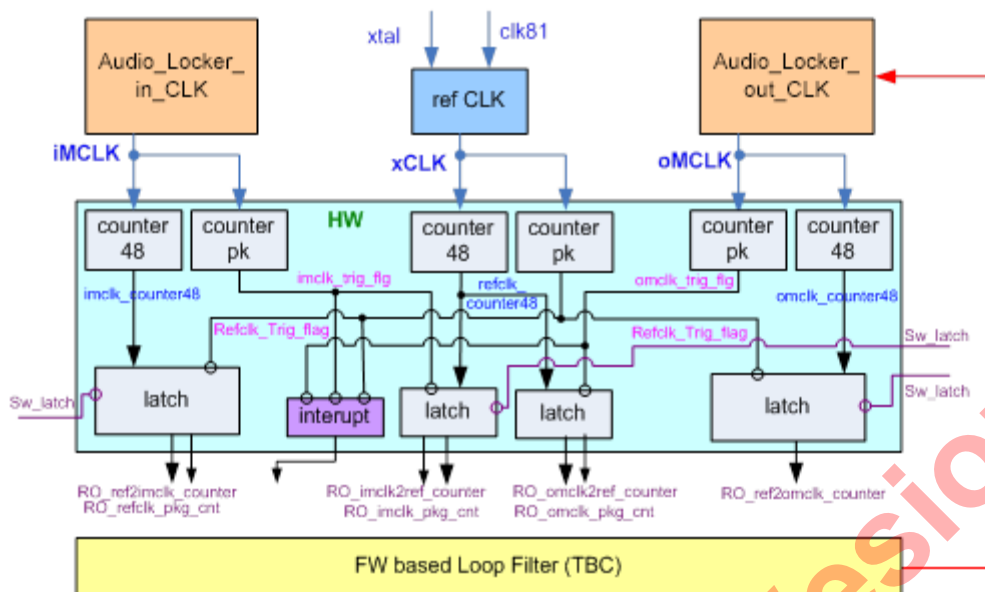 xtal
clk81
Audio_Locker_
in_CLK
ref CLK
Audio_Locker_
out_CLK
iMCLK
xCLK
oMCLK
HW
counter
48
counter
pk
counter
48
counter
pk
counter
pk
counter
48
imclk_trig_flg
refclk_
counter48
omclk_trig_flg
imclk_counter48
omclk_counter48
Refclk_Trig_flag
Refclk_Trig_flag
Sw_latch
Sw_latch
Sw_latch
latch
interupt
latch
latch
latch
RO_ref2imclk_counter
RO_refclk_pkg_cnt
RO_imclk2ref_counter
RO_imclk_pkg_cnt
RO_omclk2ref_counter
RO_omclk_pkg_cnt
RO_ref2omclk_counter
FW based Loop Filter (TBC)